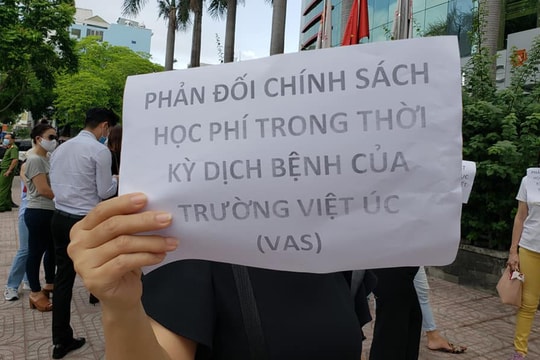 PHẢN ĐỐI CHÍNH SÁCH
HỌC PHÍ TRONG THỜI
KỲ DỊCH BỆNH CỦA
TRƯỜNG VIỆT ÚC
(VAS)